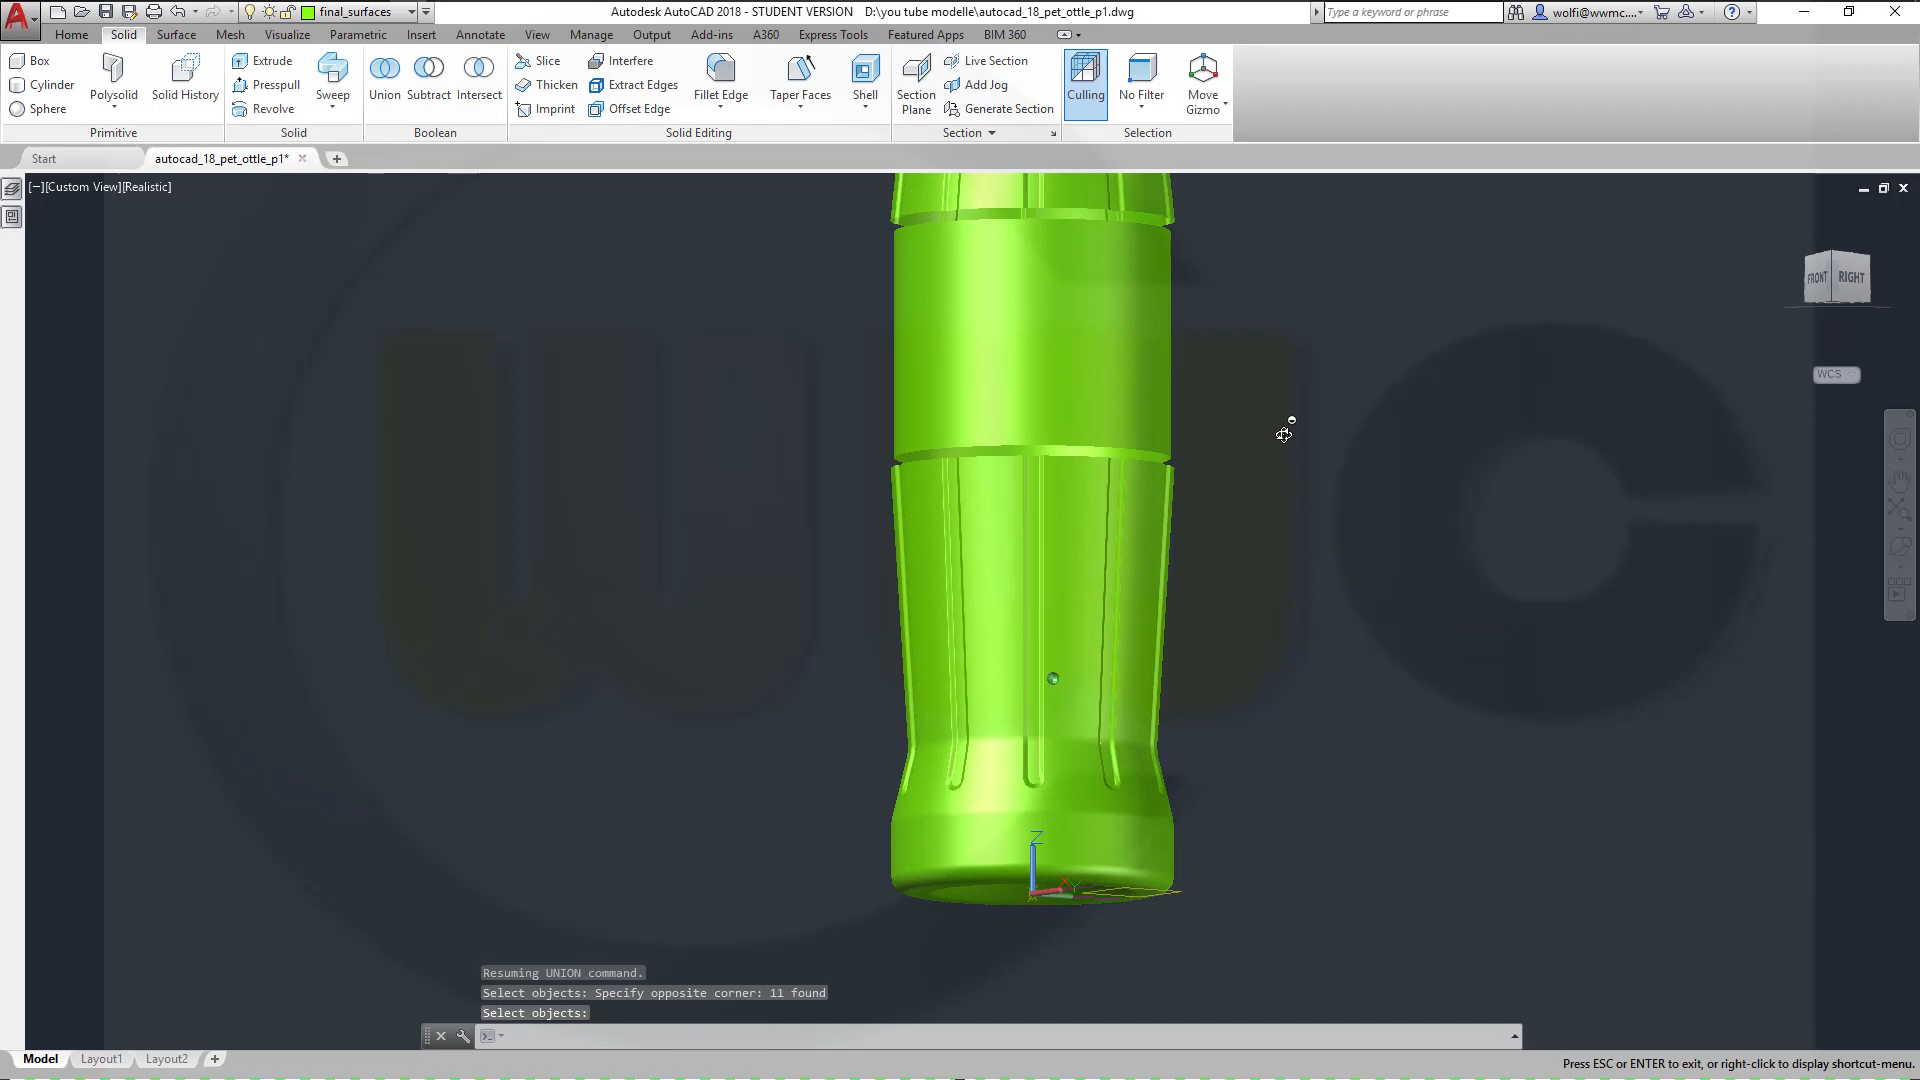 final_surfaces
Autodesk AutoCAD 2018 - STUDENT VERSION D:\you tube modelle\autocad_18_pet_ottle_p1.dwg
Type a keyword or phrase
wolfi@wwmc....
Home Solid Surface Mesh Visualize Parametric Insert Annotate View Manage Output Add-ins A360 Express Tools Featured Apps BIM 360
Box
Cylinder
Sphere
Polysolid
Solid History
Primitive
Extrude
Presspull
Revolve
Sweep
Solid
Union
Subtract
Intersect
Boolean
Slice
Thicken
Imprint
Interfere
Extract Edges
Offset Edge
Fillet Edge
Taper Faces
Shell
Solid Editing
Section
Plane
Live Section
Add Jog
Generate Section
Section
Culling
No Filter
Move
Gizmo
Selection
Start
autocad_18_pet_ottle_p1*
[−][Custom View][Realistic]
FRONT
RIGHT
WCS
wuc
Z
X
Y
Resuming UNION command.
Select objects: Specify opposite corner: 11 found
Select objects:
Model
Layout1
Layout2
Press ESC or ENTER to exit, or right-click to display shortcut-menu.